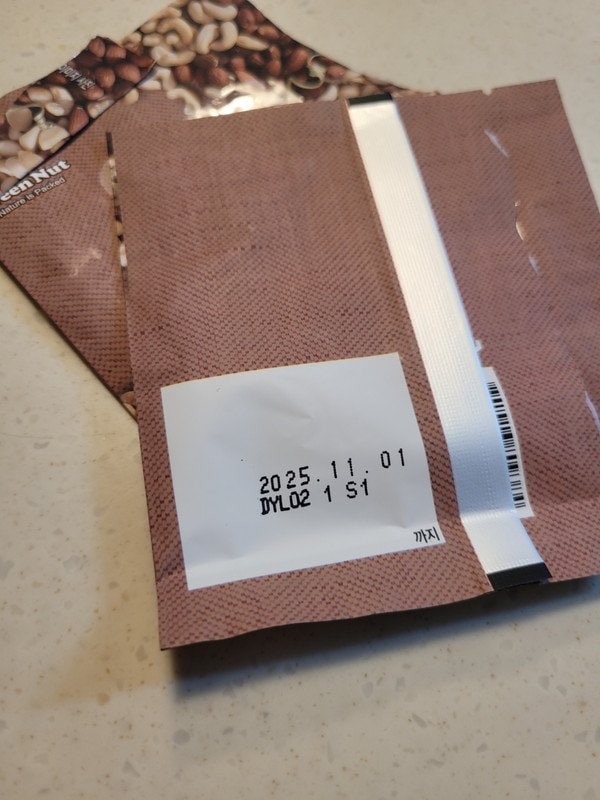 een Nut
Nature is Packed
2025.11.01
DYL02 1 S1
까지